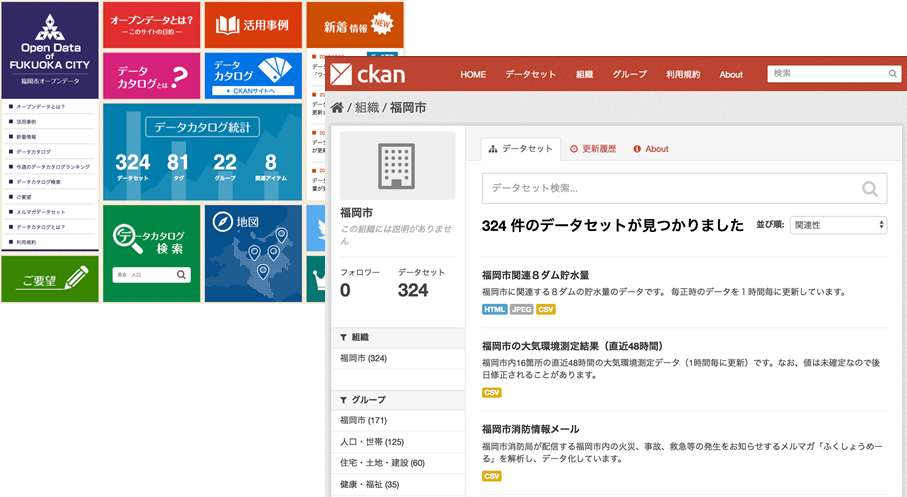 Open Data
of
FUKUOKA CITY
福岡市オープンデータ
オープンデータとは？
活用事例
新着情報
データカタログ
今週のデータカタログランキング
データカタログ検索
ご要望
メルマガデータセット
データカタログとは？
利用規約
ご要望
オープンデータとは？
ーこのサイトの目的ー
活用事例
新着情報
NEW
データ
カタログとは？
データ
カタログ
CKANサイトへ
データカタログ統計
324
データセット
81
タグ
22
グループ
8
関連アイテム
データカタログ
検索
地図
ckan
HOME
データセット
組織
グループ
利用規約
About
検索
/ 組織 / 福岡市
福岡市
この組織には説明がありませ
ん
フォロワー
データセット
0
324
組織
福岡市 (324)
グループ
福岡市 (171)
人口・世帯 (125)
住宅・土地・建設 (60)
健康・福祉 (35)
データセット
更新履歴
About
データセット検索...
324 件のデータセットが見つかりました
並び順:
関連性
福岡市関連８ダム貯水量
福岡市に関連する８ダムの貯水量のデータです。 毎正時のデータを１時間毎に更新しています。
HTML JPEG CSV
福岡市の大気環境測定結果（直近48時間）
福岡市内16箇所の直近48時間の大気環境測定データ（1時間毎に更新）です。なお、値は未確定なので後
日修正されることがあります。
CSV
福岡市消防情報メール
福岡市消防局が配信する福岡市内の火災、事故、救急等の発生をお知らせするメルマガ「ふくしょうめー
る」を解析し、データ化しています。
CSV